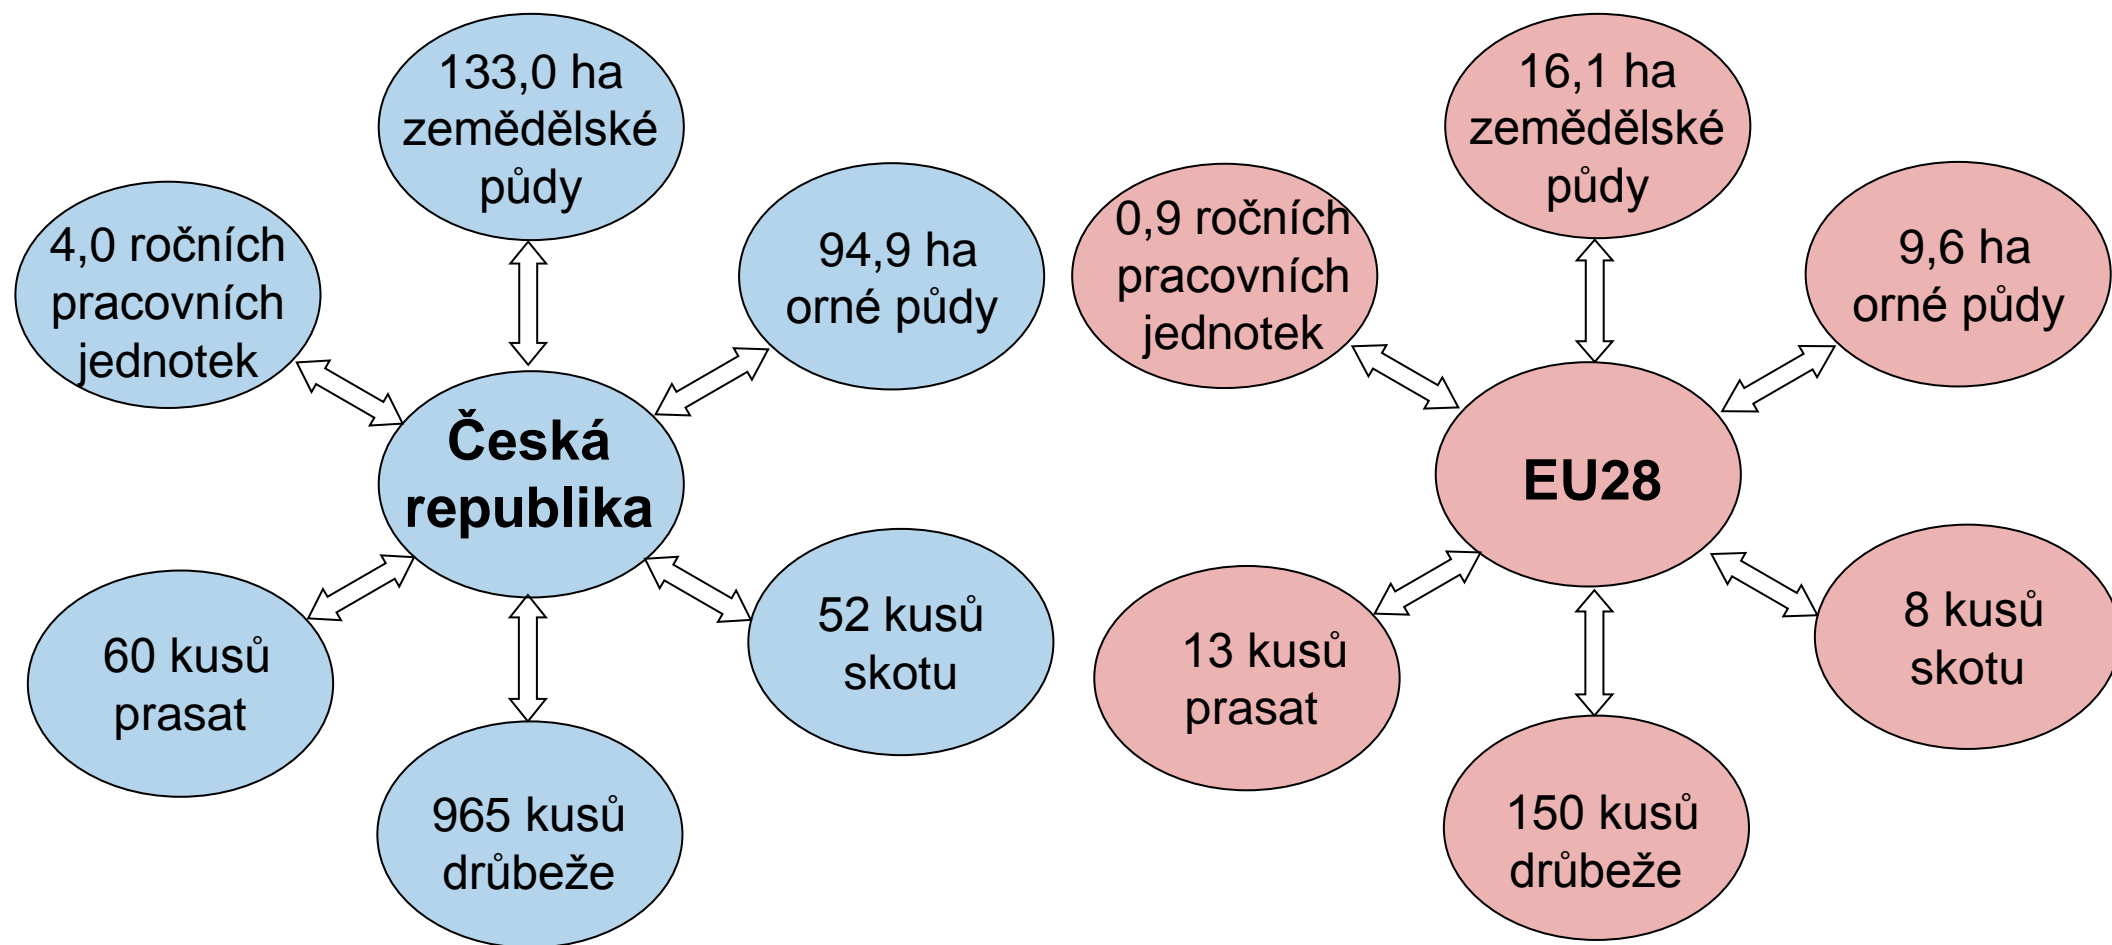 133,0 ha
zemědělské
půdy
4,0 ročních
pracovních
jednotek
94,9 ha
orné půdy
Česká
republika
60 kusů
prasat
52 kusů
skotu
965 kusů
drůbeže
16,1 ha
zemědělské
půdy
0,9 ročních
pracovních
jednotek
9,6 ha
orné půdy
EU28
13 kusů
prasat
8 kusů
skotu
150 kusů
drůbeže